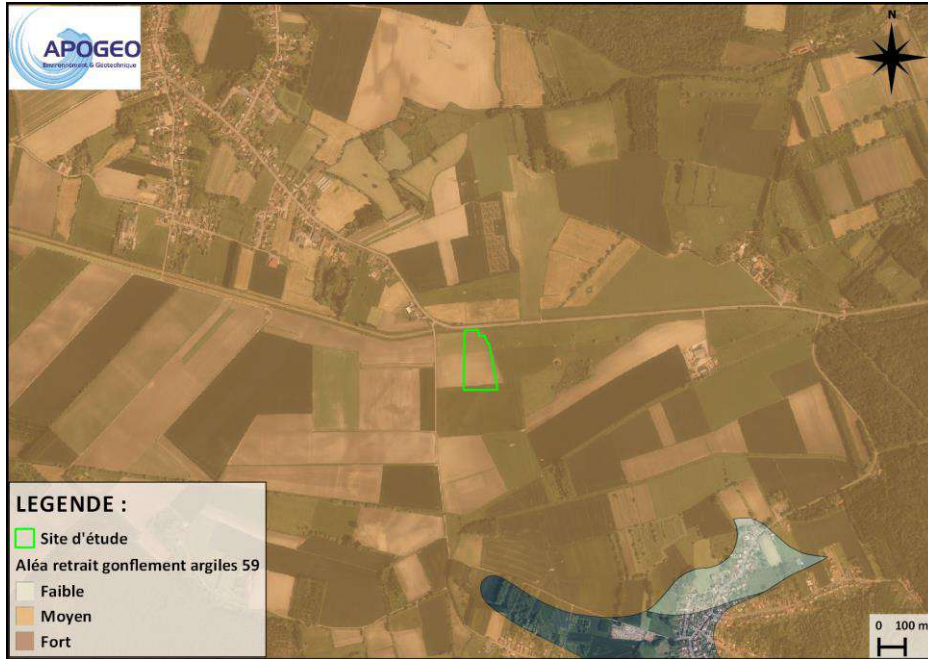 APOGEO
Environnement & Géotechnique
N
LEGENDE :
Site d'étude
Aléa retrait gonflement argiles 59
Faible
Moyen
Fort
0 100 m